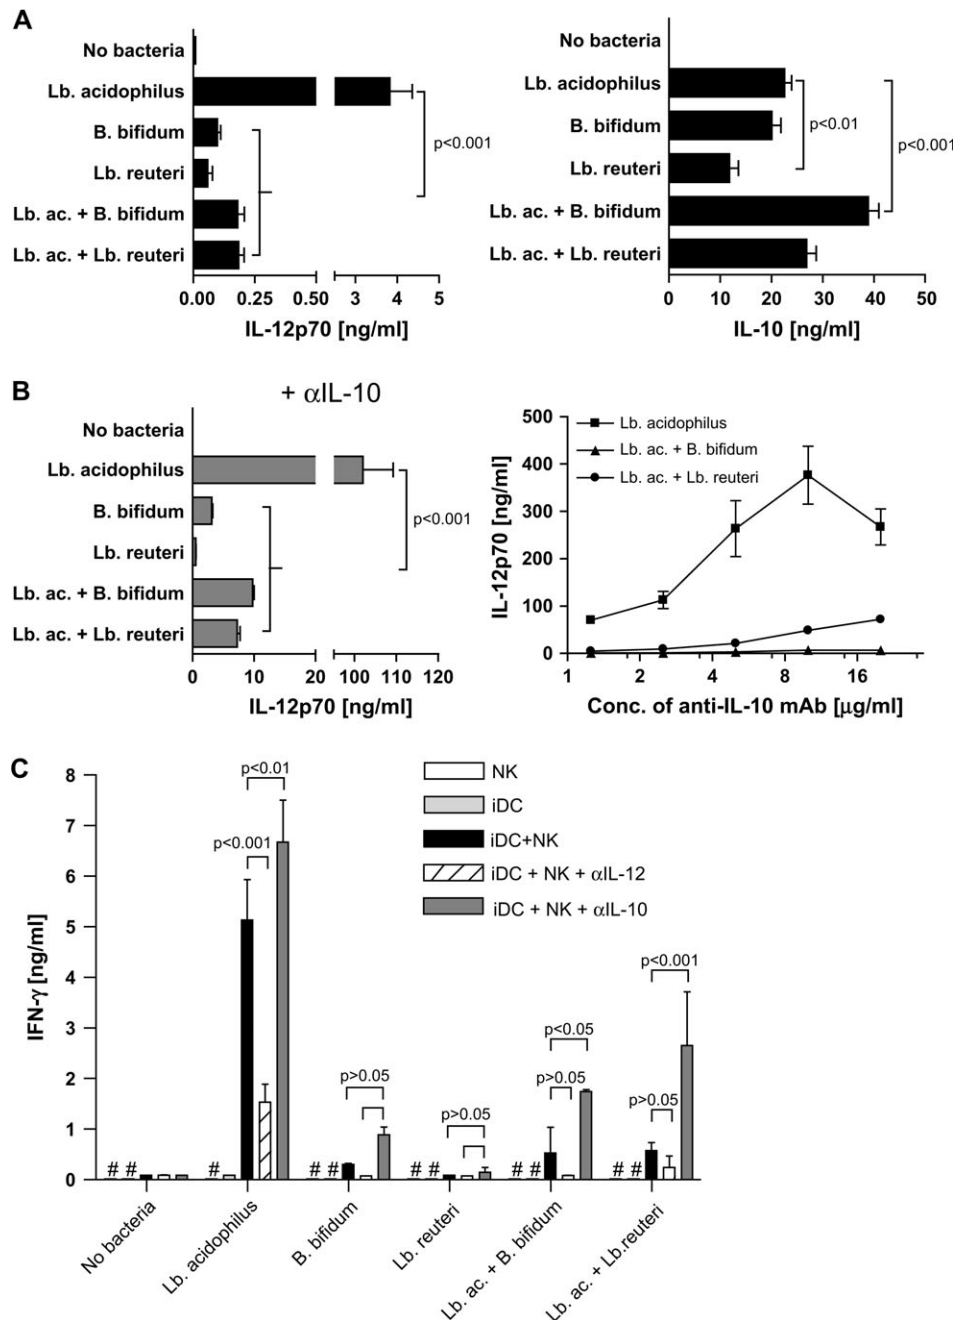 A
No bacteria
Lb. acidophilus
B. bifidum
Lb. reuteri
Lb. ac. + B. bifidum
Lb. ac. + Lb. reuteri
p<0.001
0.00 0.25 0.50 3 4 5
IL-12p70 [ng/ml]
No bacteria
Lb. acidophilus
B. bifidum
Lb. reuteri
Lb. ac. + B. bifidum
Lb. ac. + Lb. reuteri
p<0.01
p<0.001
0 10 20 30 40 50
IL-10 [ng/ml]
B
+ αIL-10
No bacteria
Lb. acidophilus
B. bifidum
Lb. reuteri
Lb. ac. + B. bifidum
Lb. ac. + Lb. reuteri
p<0.001
0 10 20 100 110 120
IL-12p70 [ng/ml]
Lb. acidophilus
Lb. ac. + B. bifidum
Lb. ac. + Lb. reuteri
IL-12p70 [ng/ml]
500
400
300
200
100
0
1 2 4 8 16
Conc. of anti-IL-10 mAb [µg/ml]
C
NK
iDC
iDC+NK
iDC + NK + αIL-12
iDC + NK + αIL-10
IFN-γ [ng/ml]
8
7
6
5
4
3
2
1
0
p<0.01
p<0.001
p>0.05
p>0.05
p<0.05
p>0.05
p<0.001
p>0.05
# # # # # # # # # # #
No bacteria
Lb. acidophilus
B. bifidum
Lb. reuteri
Lb. ac. + B. bifidum
Lb. ac. + Lb.reuteri